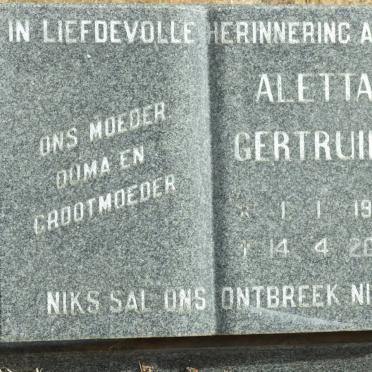 IN LIEFDEVOLLE HERINNERING A
ONS MOEDER
OUMA EN
GROOTMOEDER
ALETTA
GERTRUI
* 1 1 19
† 14 4 20
NIKS SAL ONS ONTBREEK NI